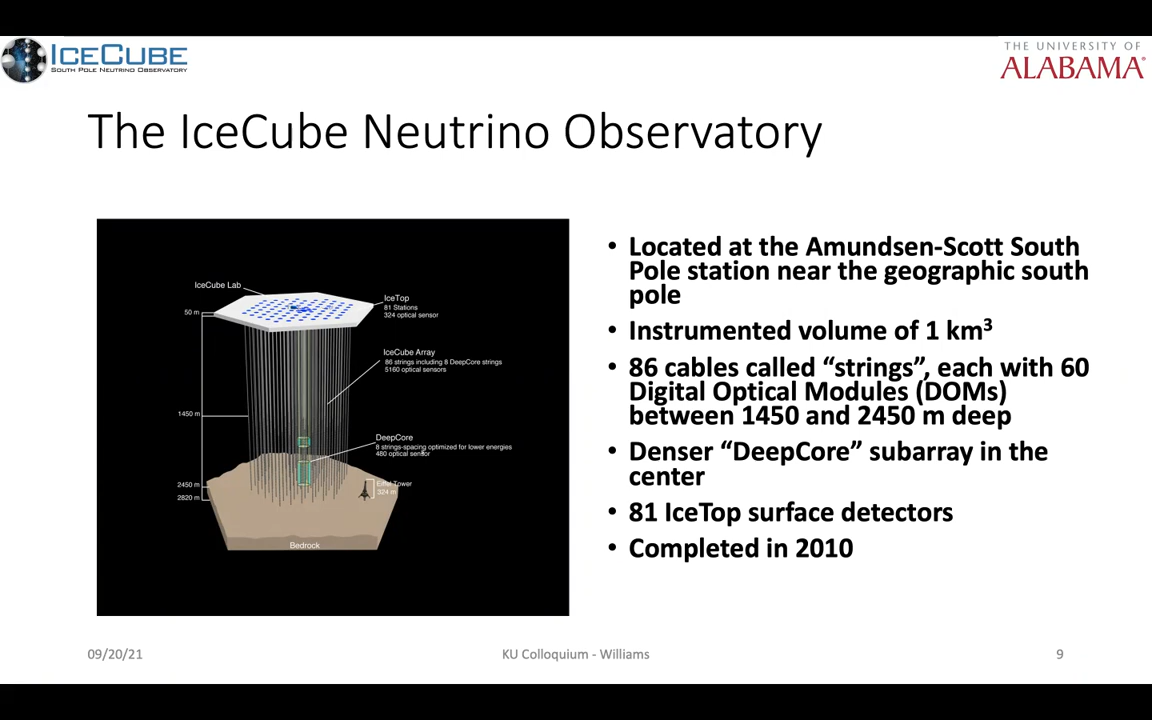 ICECUBE
SOUTH POLE NEUTRINO OBSERVATORY
THE UNIVERSITY OF
ALABAMA®
The IceCube Neutrino Observatory
IceCube Lab
IceTop
81 Stations
324 optical sensor
50 m
IceCube Array
86 strings including 8 DeepCore strings
5160 optical sensors
1450 m
DeepCore
8 strings-spacing optimized for lower energies
480 optical sensor
Eiffel Tower
324 m
2450 m
2820 m
Bedrock
• Located at the Amundsen-Scott South
Pole station near the geographic south
pole
• Instrumented volume of 1 km³
• 86 cables called “strings”, each with 60
Digital Optical Modules (DOMs)
between 1450 and 2450 m deep
• Denser “DeepCore” subarray in the
center
• 81 IceTop surface detectors
• Completed in 2010
09/20/21
KU Colloquium - Williams
9